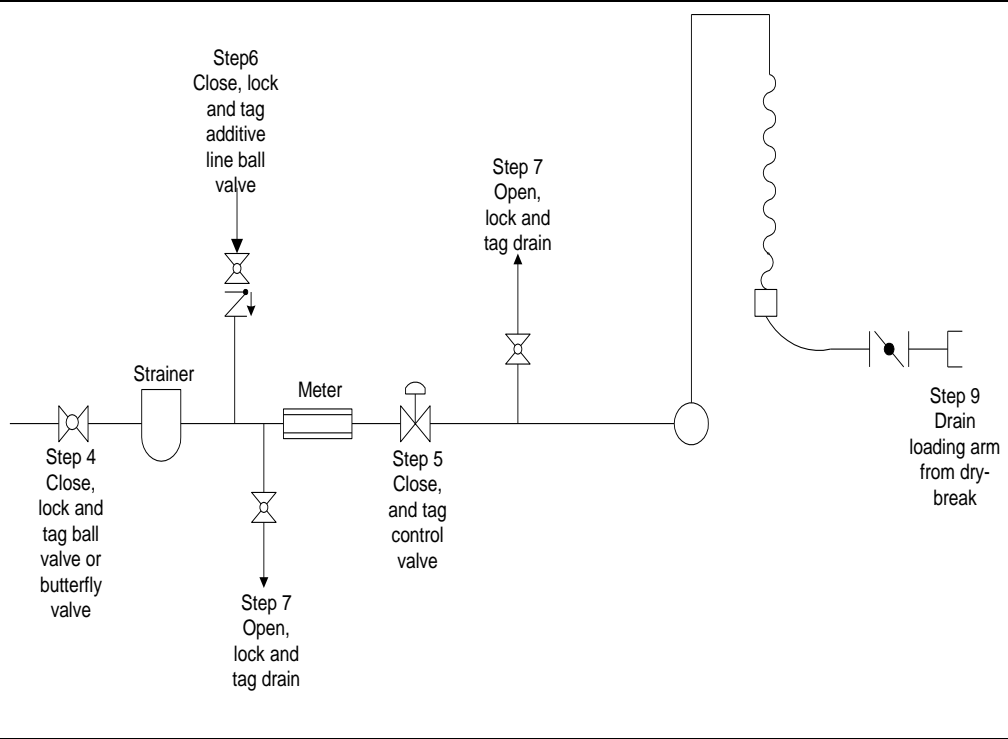 Step6
Close, lock
and tag
additive
line ball
valve
Step 7
Open,
lock and
tag drain
Strainer
Meter
Step 4
Close,
lock and
tag ball
valve or
butterfly
valve
Step 5
Close,
and tag
control
valve
Step 9
Drain
loading arm
from dry-
break
Step 7
Open,
lock and
tag drain